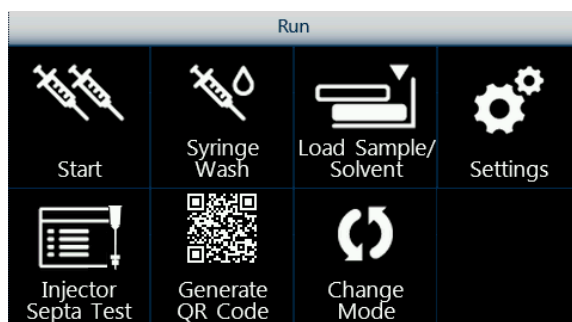 Run
Start
Syringe
Wash
Load Sample/
Solvent
Settings
Injector
Septa Test
Generate
QR Code
Change
Mode